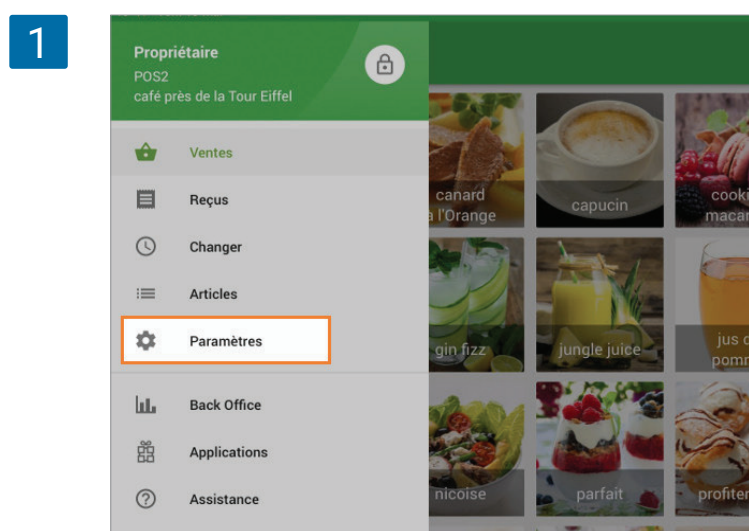 1
Propriétaire
POS2
café près de la Tour Eiffel
Ventes
Reçus
Changer
Articles
Paramètres
Back Office
Applications
Assistance
canard
à l'Orange
capucin
gin fizz
jungle juice
nicoise
parfait